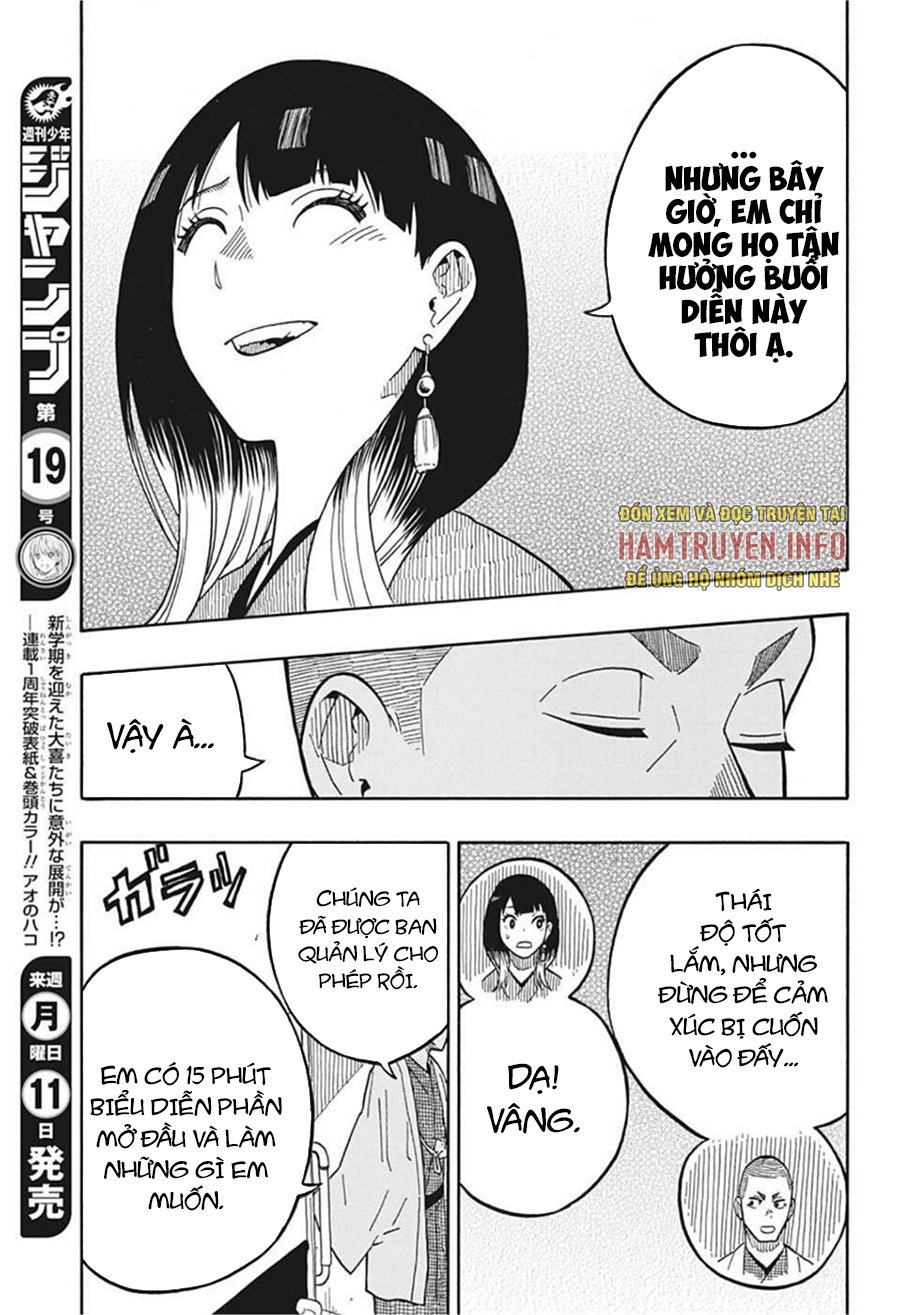 ...
NHƯNG BÂY
GIỜ, EM CHỈ
MONG HỌ TẬN
HƯỞNG BUỔI
DIỄN NÀY
THÔI Ạ.
ĐÓN XEM VÀ ĐỌC TRUYỆN TẠI
HAMTRUYEN.INFO
ĐỂ ỦNG HỘ NHÓM DỊCH NHÉ
VẬY À...
THÁI
ĐỘ TỐT
LẮM, NHƯNG
ĐỪNG ĐỂ CẢM
XÚC BỊ CUỐN
VÀO ĐẤY...
DẠ!
VÂNG.
CHÚNG TA
ĐÃ ĐƯỢC BAN
QUẢN LÝ CHO
PHÉP RỒI.
ガラッ
EM CÓ 15 PHÚT
BIỂU DIỄN PHẦN
MỞ ĐẦU VÀ LÀM
NHỮNG GÌ EM
MUỐN.
週刊少年
ジャンプ
第
19
号
新学期を迎えた大喜たちに意外な展開が…!?
―連載1周年突破表紙&巻頭カラー!! アオのハコ
来週
月
曜日
11
日
発売